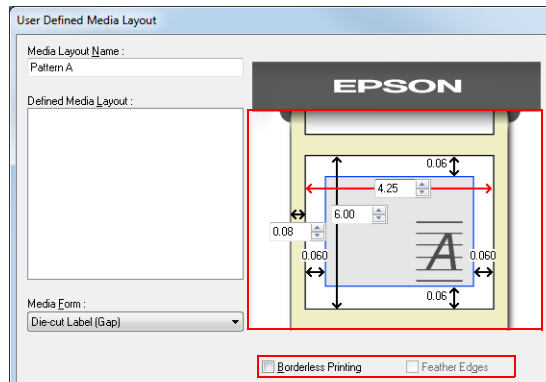 User Defined Media Layout
Media Layout Name :
Pattern A
EPSON
Defined Media Layout :
0.06
4.25
6.00
0.08
0.060
A
0.060
0.06
Media Form :
Die-cut Label (Gap)
Borderless Printing
Feather Edges